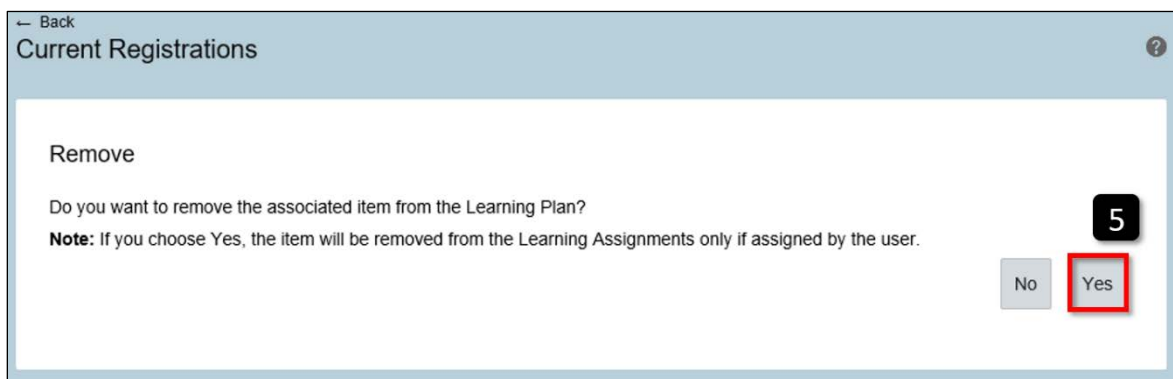 ← Back
Current Registrations
?
Remove
Do you want to remove the associated item from the Learning Plan?
5
Note: If you choose Yes, the item will be removed from the Learning Assignments only if assigned by the user.
No Yes